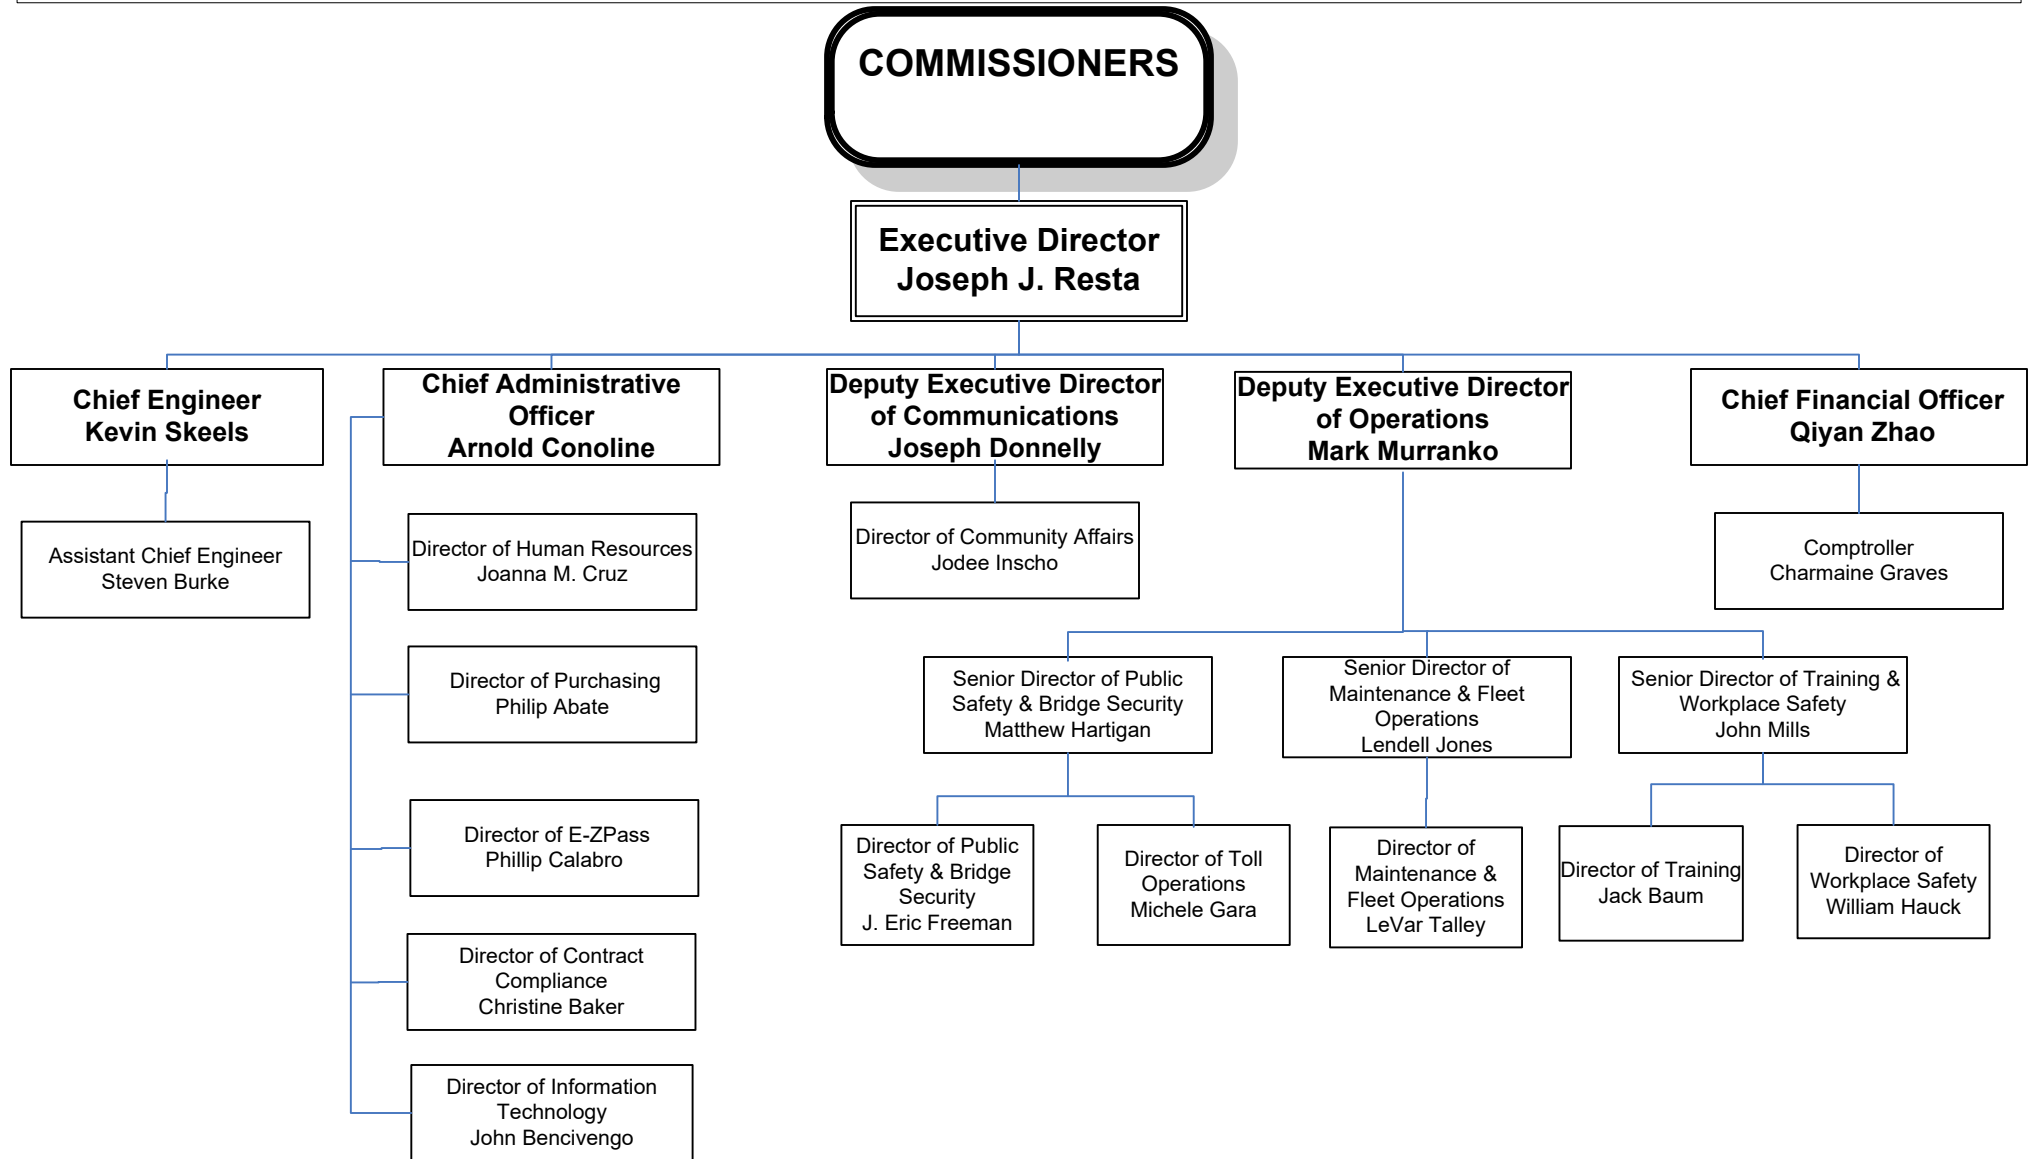 COMMISSIONERS
Executive Director
Joseph J. Resta
Chief Engineer
Kevin Skeels
Chief Administrative
Officer
Arnold Conoline
Deputy Executive Director
of Communications
Joseph Donnelly
Deputy Executive Director
of Operations
Mark Murranko
Chief Financial Officer
Qiyan Zhao
Assistant Chief Engineer
Steven Burke
Director of Human Resources
Joanna M. Cruz
Director of Purchasing
Philip Abate
Director of E-ZPass
Phillip Calabro
Director of Contract
Compliance
Christine Baker
Director of Information
Technology
John Bencivengo
Director of Community Affairs
Jodee Inscho
Comptroller
Charmaine Graves
Senior Director of Public
Safety & Bridge Security
Matthew Hartigan
Senior Director of
Maintenance & Fleet
Operations
Lendell Jones
Senior Director of Training &
Workplace Safety
John Mills
Director of Public
Safety & Bridge
Security
J. Eric Freeman
Director of Toll
Operations
Michele Gara
Director of
Maintenance &
Fleet Operations
LeVar Talley
Director of Training
Jack Baum
Director of
Workplace Safety
William Hauck